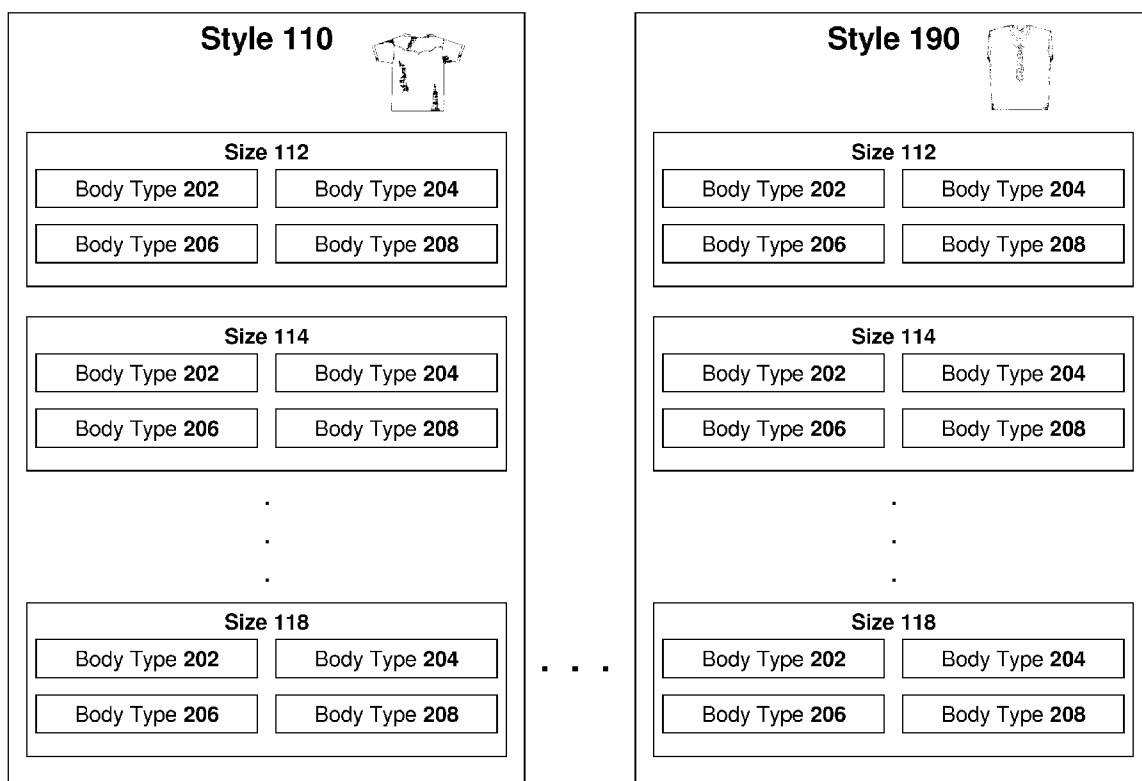 Style 110
Size 112
Body Type 202 Body Type 204
Body Type 206 Body Type 208
Size 114
Body Type 202 Body Type 204
Body Type 206 Body Type 208
.
.
.
Size 118
Body Type 202 Body Type 204
Body Type 206 Body Type 208
. . .
Style 190
Size 112
Body Type 202 Body Type 204
Body Type 206 Body Type 208
Size 114
Body Type 202 Body Type 204
Body Type 206 Body Type 208
.
.
.
Size 118
Body Type 202 Body Type 204
Body Type 206 Body Type 208